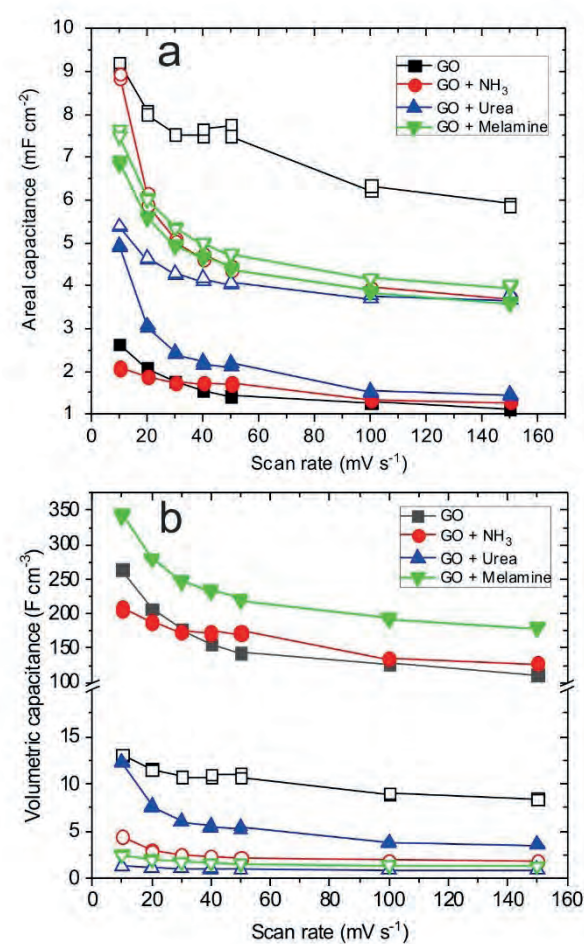 a
GO
GO + NH₃
GO + Urea
GO + Melamine
10
9
8
7
6
5
4
3
2
1
Areal capacitance (mF cm⁻²)
0 20 40 60 80 100 120 140 160
Scan rate (mV s⁻¹)
b
GO
GO + NH₃
GO + Urea
GO + Melamine
350
300
250
200
150
100
15
10
5
0
Volumetric capacitance (F cm⁻³)
0 20 40 60 80 100 120 140 160
Scan rate (mV s⁻¹)